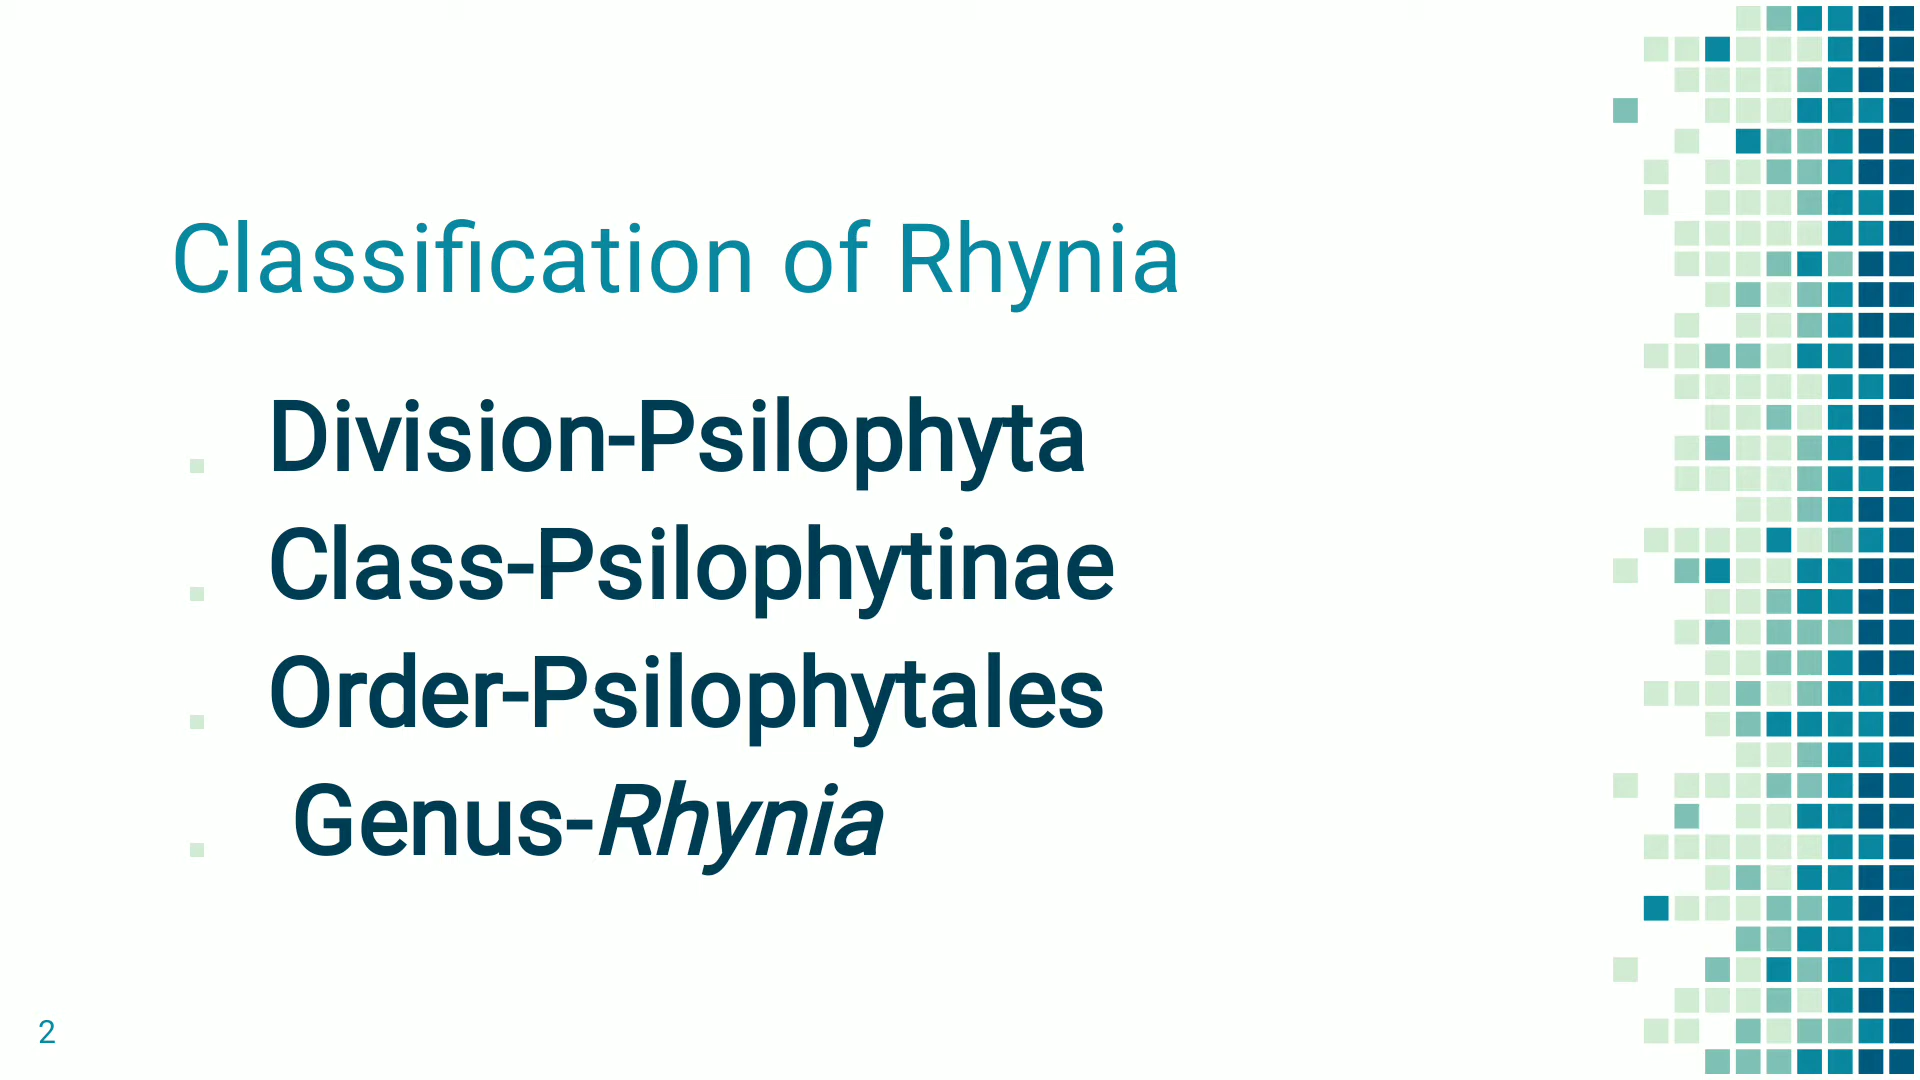 Classification of Rhynia
Division-Psilophyta
Class-Psilophytinae
Order-Psilophytales
Genus-Rhynia
2